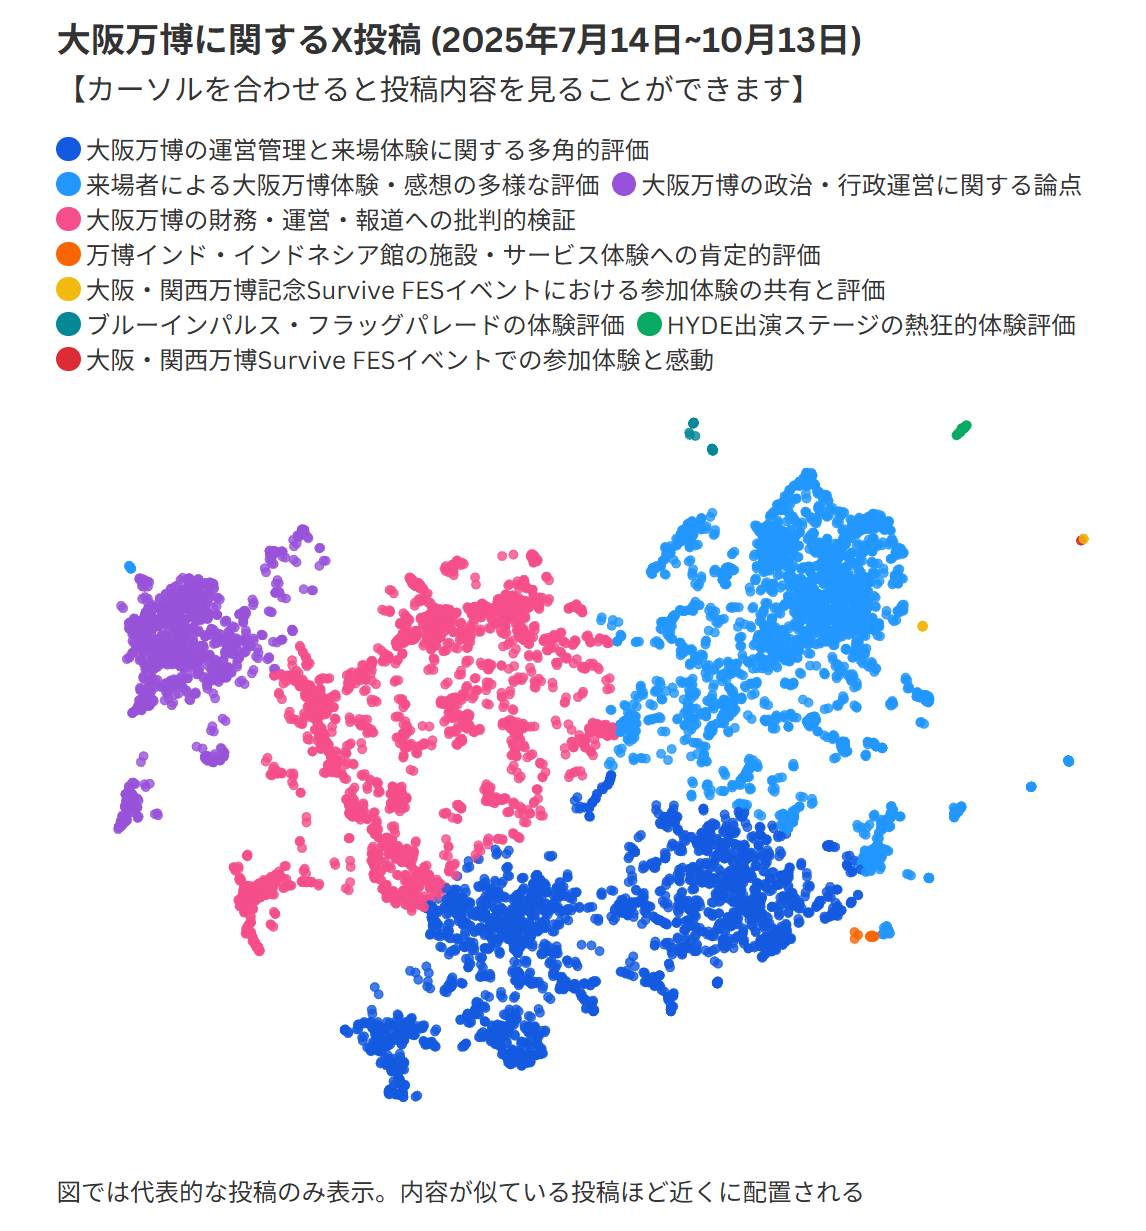 大阪万博に関するX投稿 (2025年7月14日~10月13日)
【カーソルを合わせると投稿内容を見ることができます】
大阪万博の運営管理と来場体験に関する多角的評価
来場者による大阪万博体験・感想の多様な評価 大阪万博の政治・行政運営に関する論点
大阪万博の財務・運営・報道への批判的検証
万博インド・インドネシア館の施設・サービス体験への肯定的評価
大阪・関西万博記念Survive FESイベントにおける参加体験の共有と評価
ブルーインパルス・フラッグパレードの体験評価 HYDE出演ステージの熱狂的体験評価
大阪・関西万博Survive FESイベントでの参加体験と感動
図では代表的な投稿のみ表示。内容が似ている投稿ほど近くに配置される